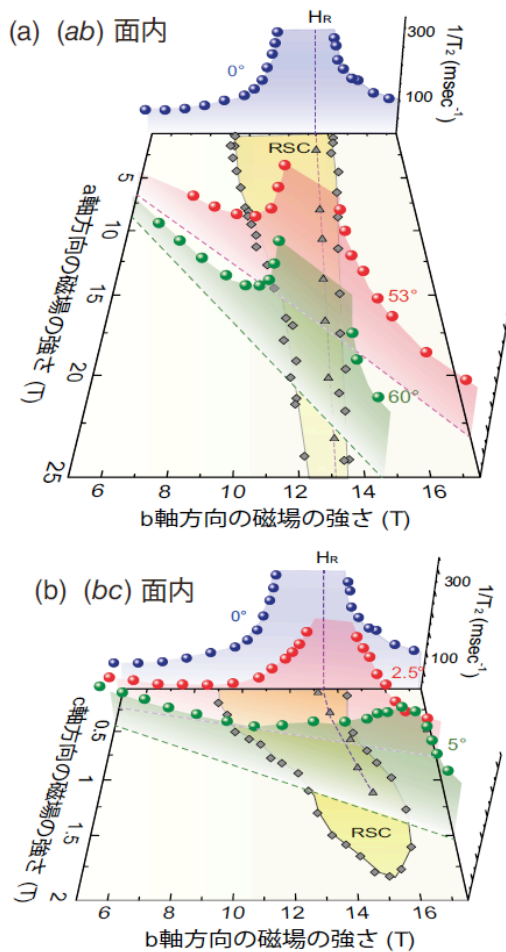 (a) (ab) 面内
HR
0°
300
100
1/T2 (msec-1)
RSC
5
10
15
20
25
a軸方向の磁場の強さ (T)
53°
60°
6 8 10 12 14 16
b軸方向の磁場の強さ (T)
(b) (bc) 面内
HR
0°
300
100
1/T2 (msec-1)
2.5°
5°
0.5
1
1.5
2
c軸方向の磁場の強さ (T)
RSC
6 8 10 12 14 16
b軸方向の磁場の強さ (T)